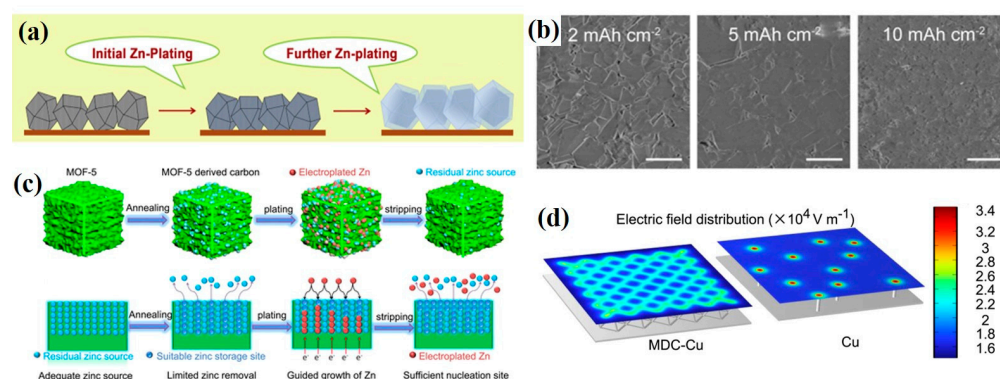 (a)
Initial Zn-Plating
Further Zn-plating
(b)
2 mAh cm-2
5 mAh cm-2
10 mAh cm-2
(c)
MOF-5
MOF-5 derived carbon
Electroplated Zn
Residual zinc source
Annealing
plating
stripping
Annealing
plating
stripping
Residual zinc source
Suitable zinc storage site
e- e- e- e- e-
Electroplated Zn
Adequate zinc source
Limited zinc removal
Guided growth of Zn
Sufficient nucleation site
(d)
Electric field distribution (×10⁴ V m⁻¹)
MDC-Cu
Cu
3.4
3.2
3
2.8
2.6
2.4
2.2
2
1.8
1.6